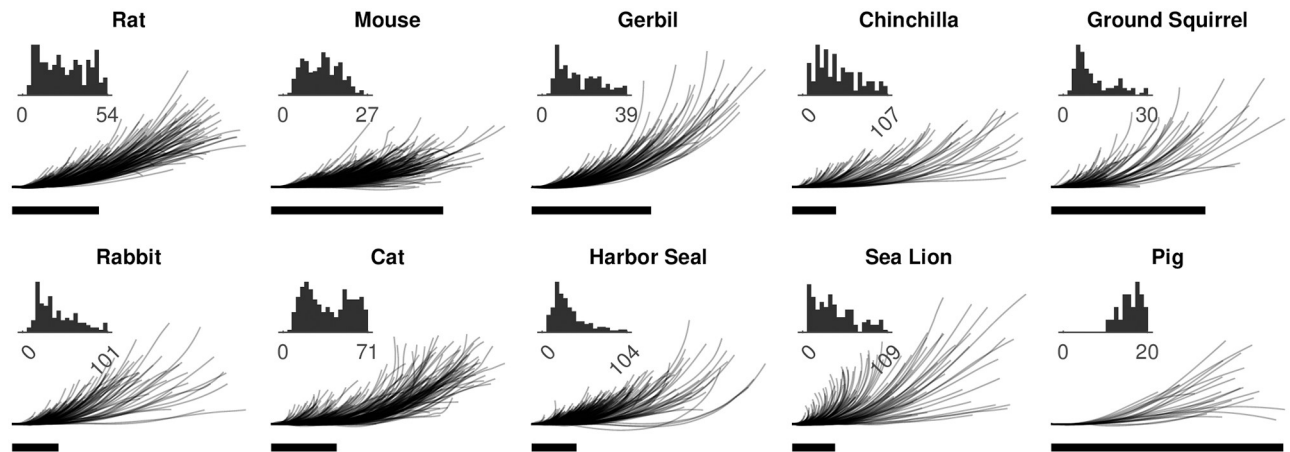 Rat Mouse Gerbil Chinchilla Ground Squirrel
0 54 0 27 0 39 0 107 0 30
Rabbit Cat Harbor Seal Sea Lion Pig
0 101 0 71 0 104 0 109 0 20